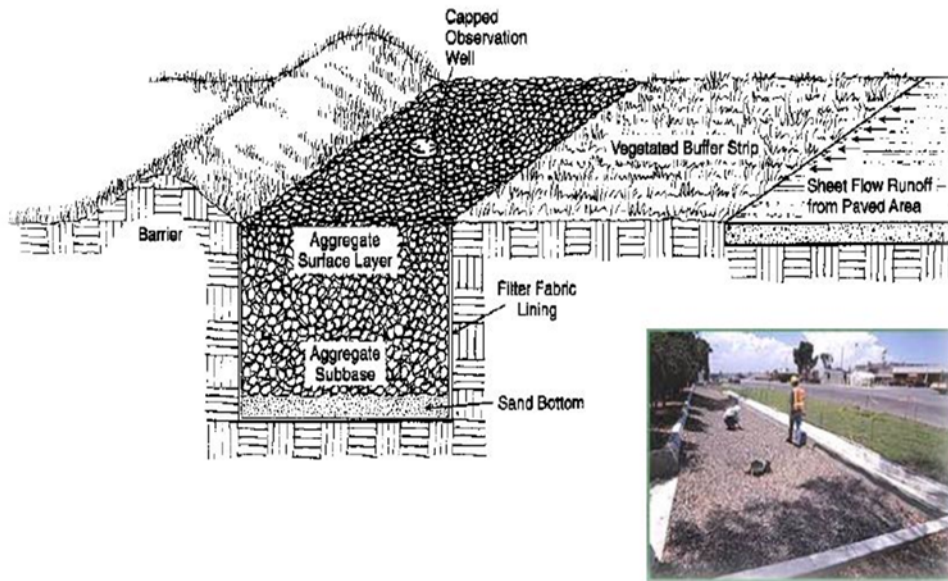 Capped
Observation
Well
Vegetated Buffer Strip
Sheet Flow Runoff
from Paved Area
Barrier
Aggregate
Surface Layer
Filter Fabric
Lining
Aggregate
Subbase
Sand Bottom